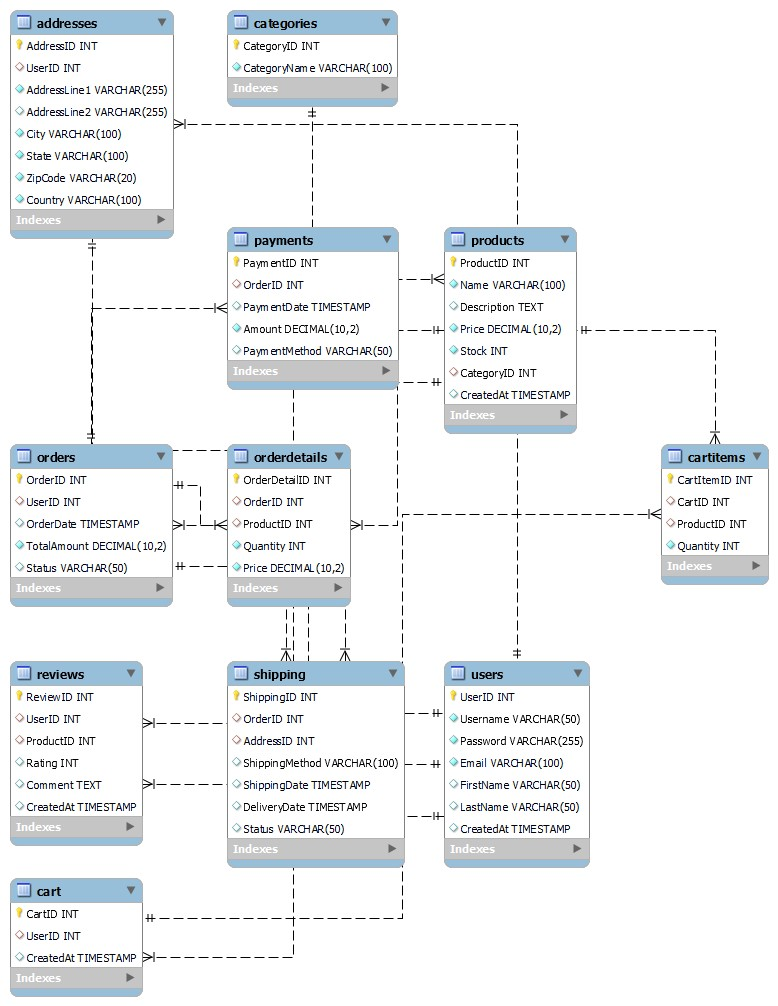 addresses
AddressID INT
UserID INT
AddressLine1 VARCHAR(255)
AddressLine2 VARCHAR(255)
City VARCHAR(100)
State VARCHAR(100)
ZipCode VARCHAR(20)
Country VARCHAR(100)
Indexes
categories
CategoryID INT
CategoryName VARCHAR(100)
Indexes
payments
PaymentID INT
OrderID INT
PaymentDate TIMESTAMP
Amount DECIMAL(10,2)
PaymentMethod VARCHAR(50)
Indexes
products
ProductID INT
Name VARCHAR(100)
Description TEXT
Price DECIMAL(10,2)
Stock INT
CategoryID INT
CreatedAt TIMESTAMP
Indexes
orders
OrderID INT
UserID INT
OrderDate TIMESTAMP
TotalAmount DECIMAL(10,2)
Status VARCHAR(50)
Indexes
orderdetails
OrderDetailID INT
OrderID INT
ProductID INT
Quantity INT
Price DECIMAL(10,2)
Indexes
cartitems
CartItemID INT
CartID INT
ProductID INT
Quantity INT
Indexes
reviews
ReviewID INT
UserID INT
ProductID INT
Rating INT
Comment TEXT
CreatedAt TIMESTAMP
Indexes
shipping
ShippingID INT
OrderID INT
AddressID INT
ShippingMethod VARCHAR(100)
ShippingDate TIMESTAMP
DeliveryDate TIMESTAMP
Status VARCHAR(50)
Indexes
users
UserID INT
Username VARCHAR(50)
Password VARCHAR(255)
Email VARCHAR(100)
FirstName VARCHAR(50)
LastName VARCHAR(50)
CreatedAt TIMESTAMP
Indexes
cart
CartID INT
UserID INT
CreatedAt TIMESTAMP
Indexes